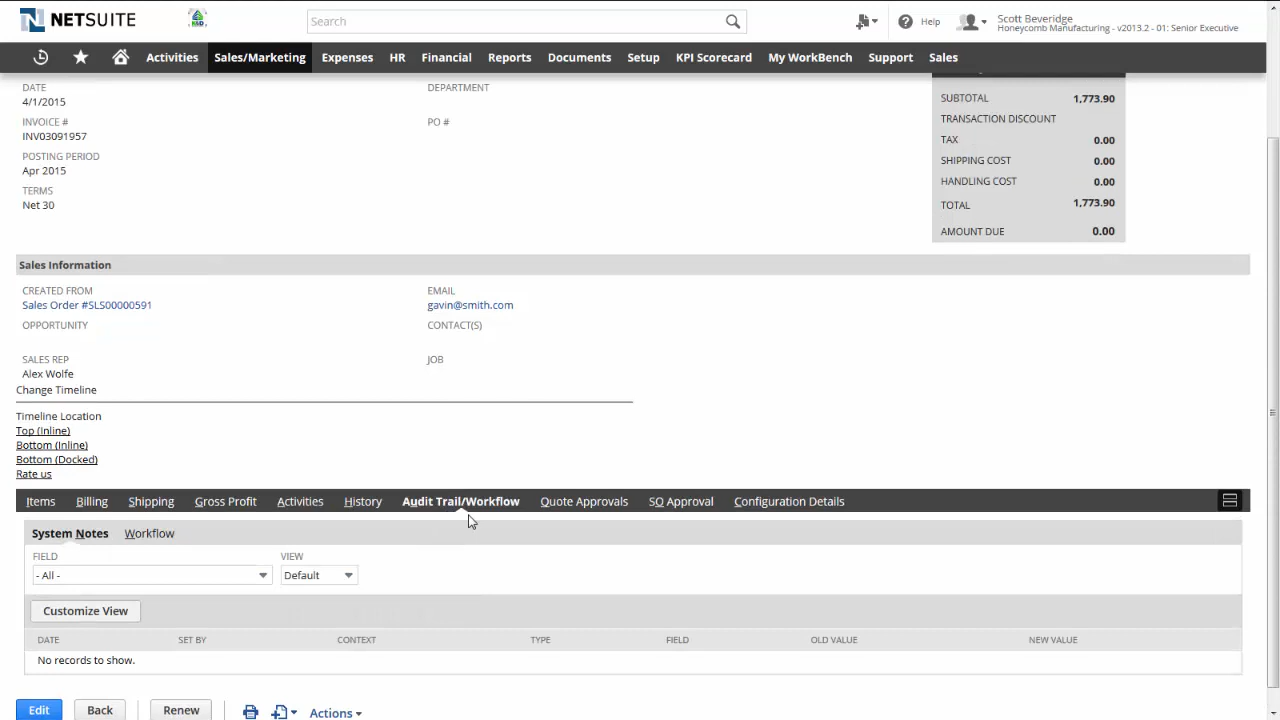 NETSUITE
Search
Help
Scott Beveridge
Honeycomb Manufacturing - v2013.2 - 01: Senior Executive
Activities Sales/Marketing Expenses HR Financial Reports Documents Setup KPI Scorecard My WorkBench Support Sales
DATE
4/1/2015
INVOICE #
INV03091957
POSTING PERIOD
Apr 2015
TERMS
Net 30
DEPARTMENT
PO #
SUBTOTAL 1,773.90
TRANSACTION DISCOUNT
TAX 0.00
SHIPPING COST 0.00
HANDLING COST 0.00
TOTAL 1,773.90
AMOUNT DUE 0.00
Sales Information
CREATED FROM
Sales Order #SLS00000591
OPPORTUNITY
SALES REP
Alex Wolfe
EMAIL
gavin@smith.com
CONTACT(S)
JOB
Change Timeline
Timeline Location
Top (Inline)
Bottom (Inline)
Bottom (Docked)
Rate us
Items Billing Shipping Gross Profit Activities History Audit Trail/Workflow Quote Approvals SO Approval Configuration Details
System Notes Workflow
FIELD VIEW
- All - Default
Customize View
DATE SET BY CONTEXT TYPE FIELD OLD VALUE NEW VALUE
No records to show.
Edit Back Renew Actions